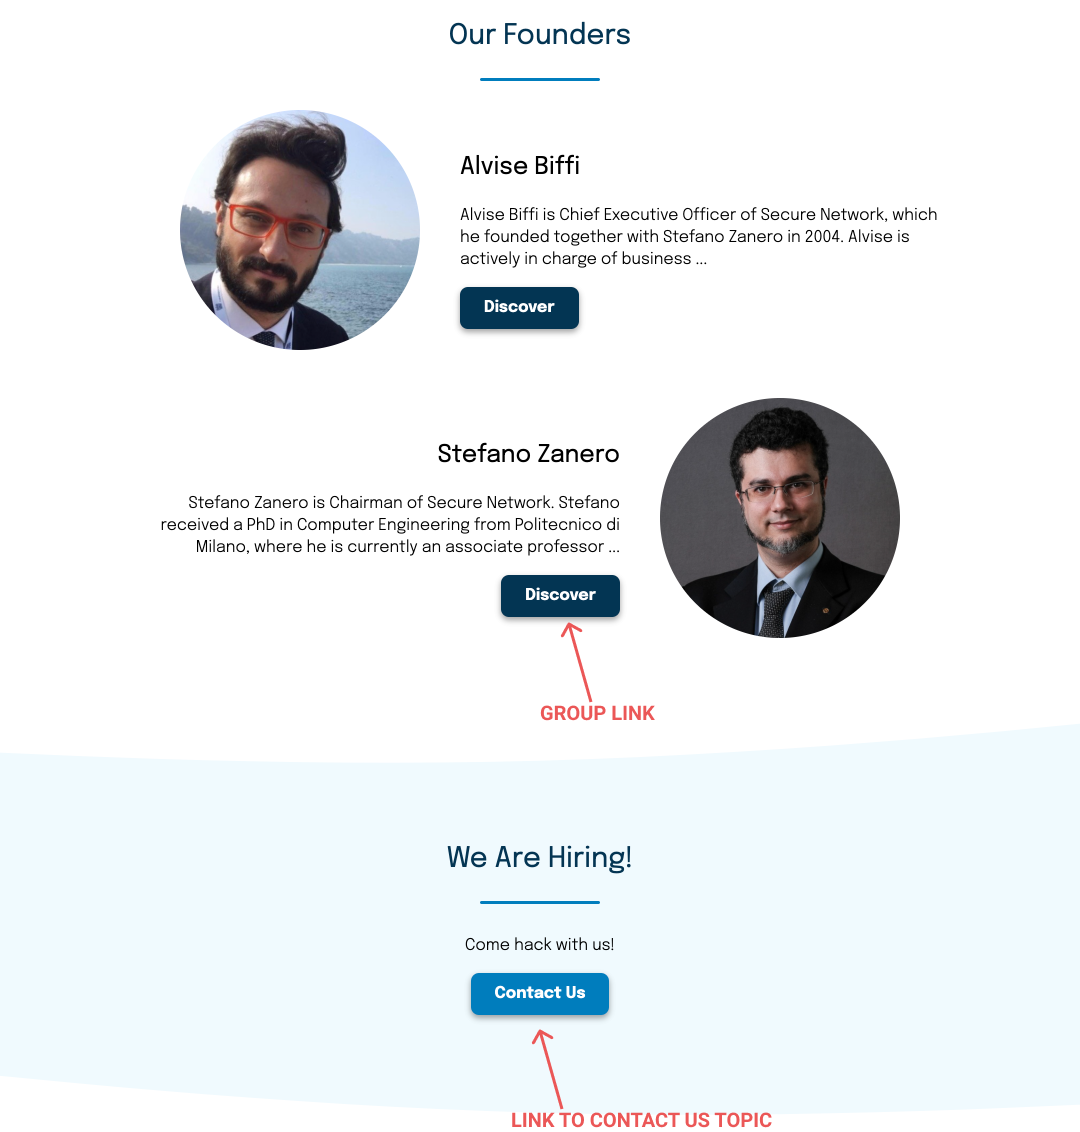 Our Founders
Alvise Biffi
Alvise Biffi is Chief Executive Officer of Secure Network, which
he founded together with Stefano Zanero in 2004. Alvise is
actively in charge of business ...
Discover
Stefano Zanero
Stefano Zanero is Chairman of Secure Network. Stefano
received a PhD in Computer Engineering from Politecnico di
Milano, where he is currently an associate professor ...
Discover
GROUP LINK
We Are Hiring!
Come hack with us!
Contact Us
LINK TO CONTACT US TOPIC